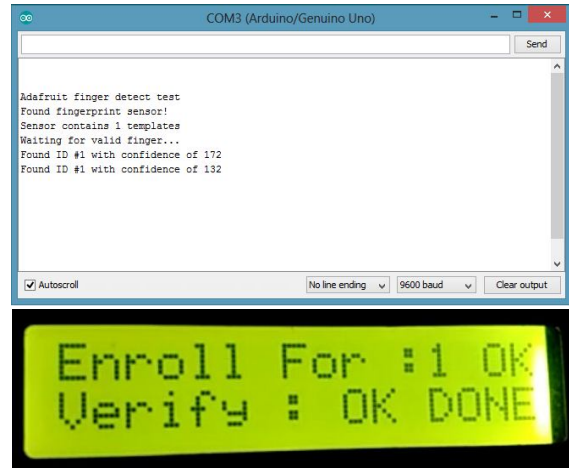 COM3 (Arduino/Genuino Uno)
Send
Adafruit finger detect test
Found fingerprint sensor!
Sensor contains 1 templates
Waiting for valid finger...
Found ID #1 with confidence of 172
Found ID #1 with confidence of 132
Autoscroll
No line ending
9600 baud
Clear output
Enroll For :1 OK
Verify : OK DONE